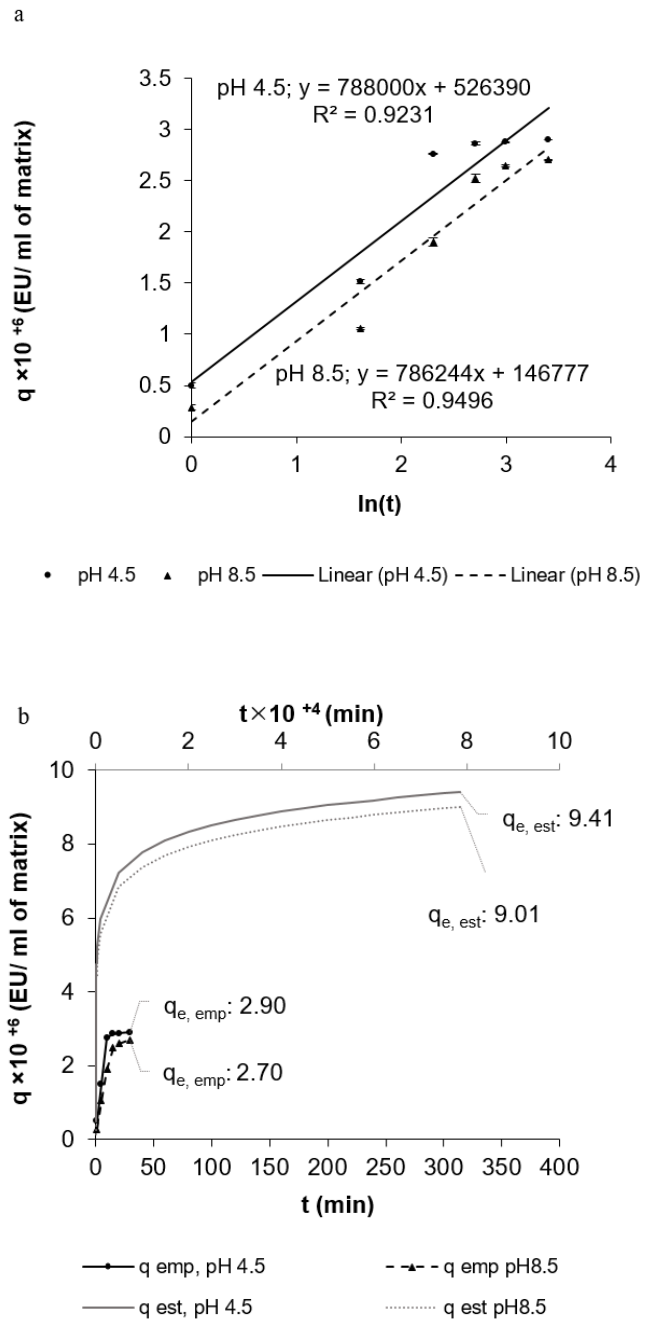 a
pH 4.5; y = 788000x + 526390
R² = 0.9231
3.5
3
2.5
2
1.5
1
0.5
0
q ×10 +6 (EU/ ml of matrix)
pH 8.5; y = 786244x + 146777
R² = 0.9496
0 1 2 3 4
ln(t)
pH 4.5 pH 8.5 Linear (pH 4.5) Linear (pH 8.5)
b
t×10 +4 (min)
0 2 4 6 8 10
10
8
6
4
2
0
q ×10 +6 (EU/ ml of matrix)
qe, est: 9.41
qe, est: 9.01
qe, emp: 2.90
qe, emp: 2.70
0 50 100 150 200 250 300 350 400
t (min)
q emp, pH 4.5 q emp pH8.5
q est, pH 4.5 q est pH8.5